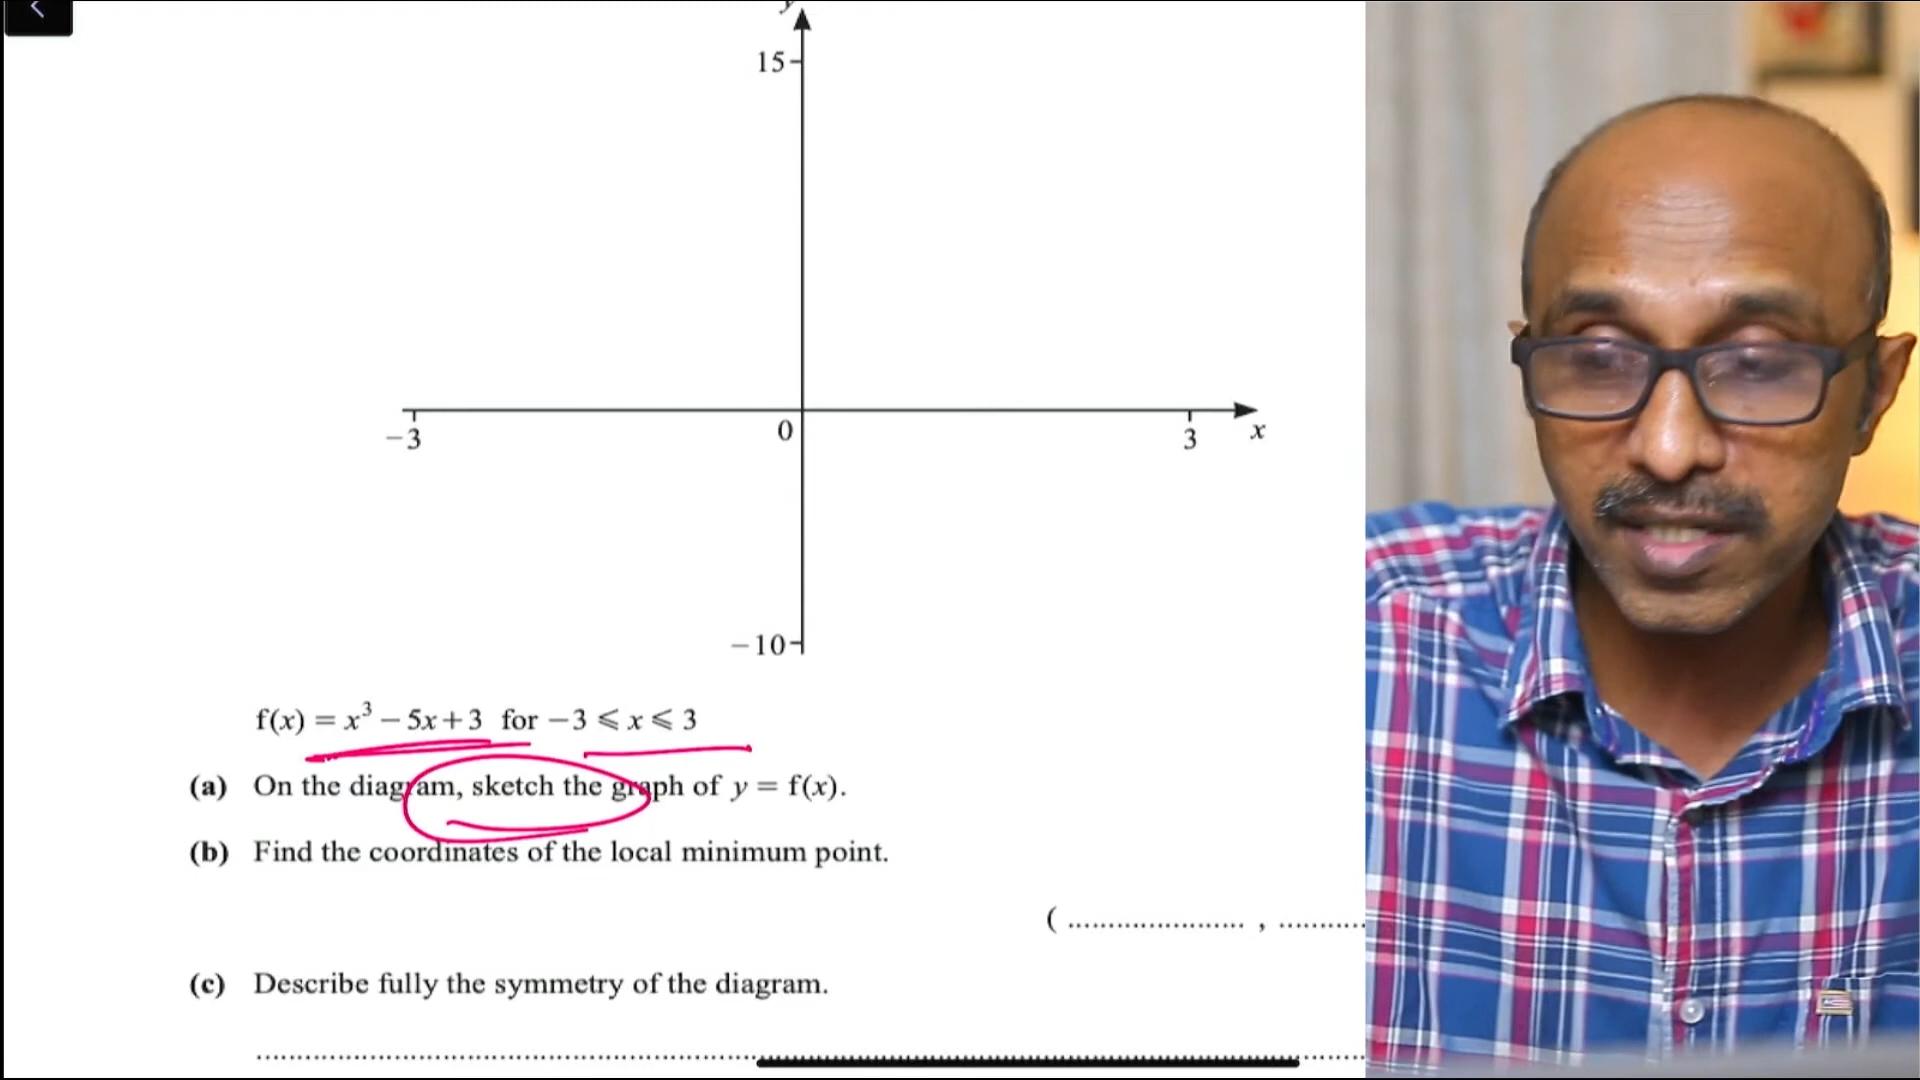 y
15
−3
0
3
x
−10
f(x) = x³ − 5x + 3 for −3 ⩽ x ⩽ 3
(a) On the diagram, sketch the graph of y = f(x).
(b) Find the coordinates of the local minimum point.
( .................... , ............
(c) Describe fully the symmetry of the diagram.